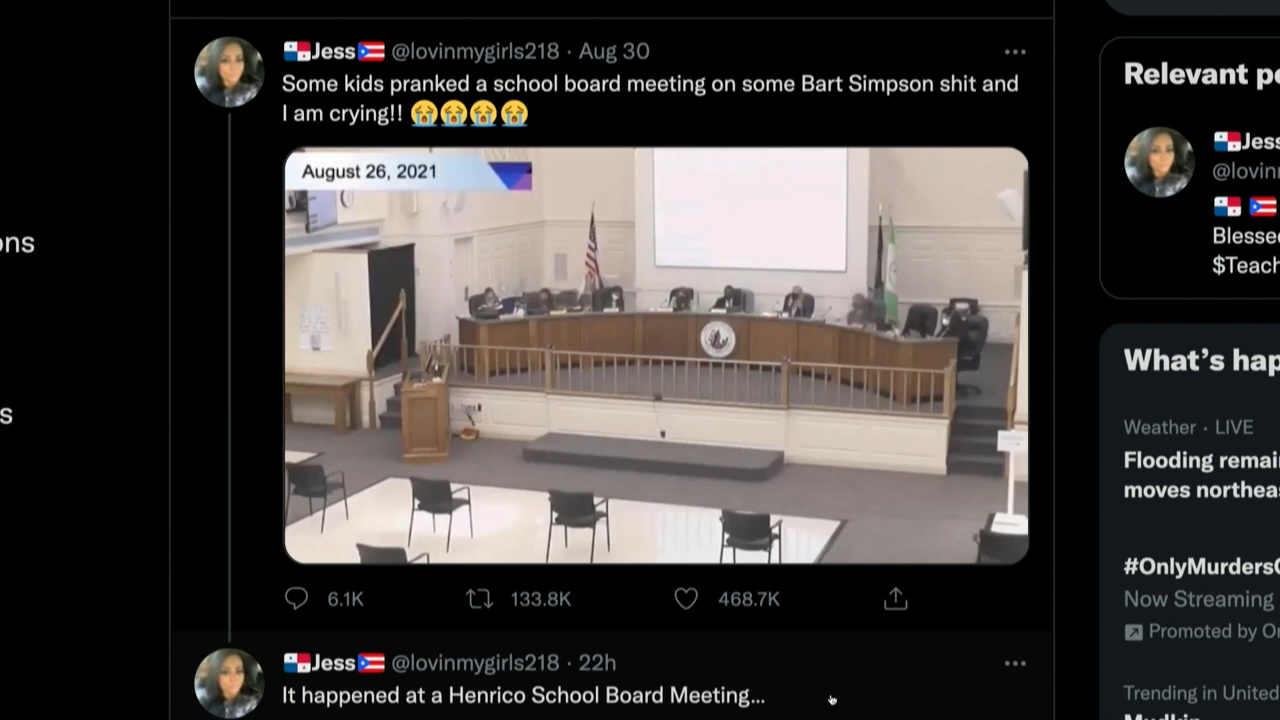 Jess @lovinmygirls218 · Aug 30
Some kids pranked a school board meeting on some Bart Simpson shit and
I am crying!! 😭😭😭😭
August 26, 2021
6.1K 133.8K 468.7K
Jess @lovinmygirls218 · 22h
It happened at a Henrico School Board Meeting...
ons
s
Relevant pe
Jess
@lovinm
Blesse
$Teach
What's hap
Weather · LIVE
Flooding remai
moves northea
#OnlyMurders
Now Streaming
Promoted by On
Trending in United